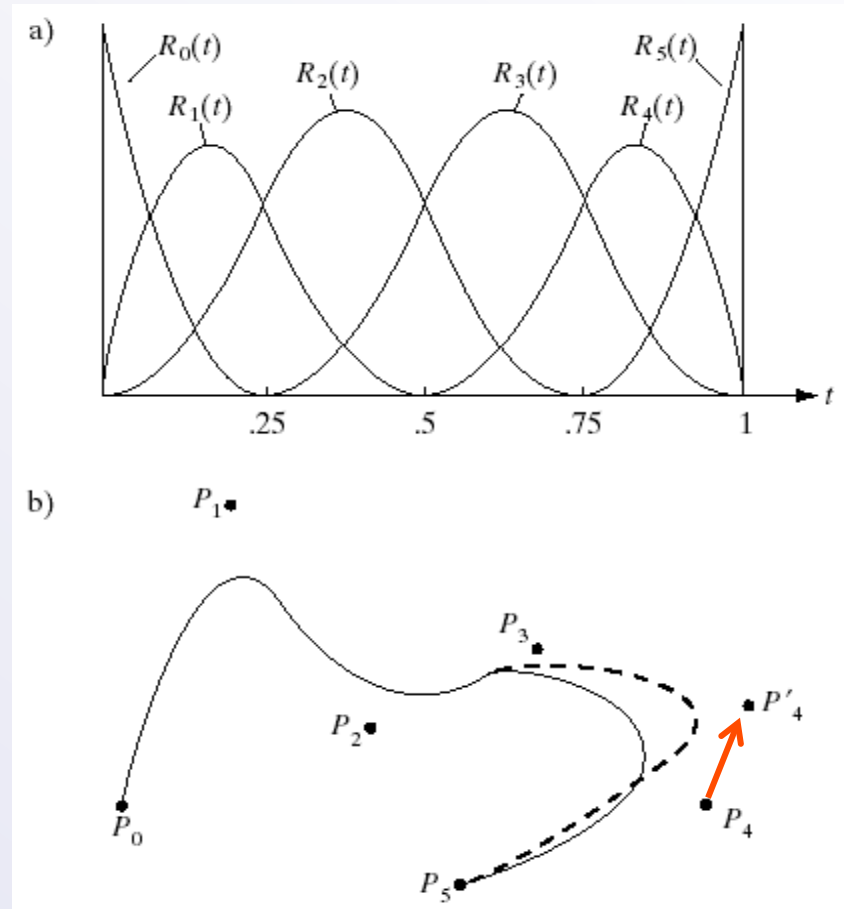 a)
R₀(t)
R₅(t)
R₂(t)
R₃(t)
R₁(t)
R₄(t)
t
.25 .5 .75 1
b)
P₁
P₃
P'₄
P₂
P₄
P₀
P₅